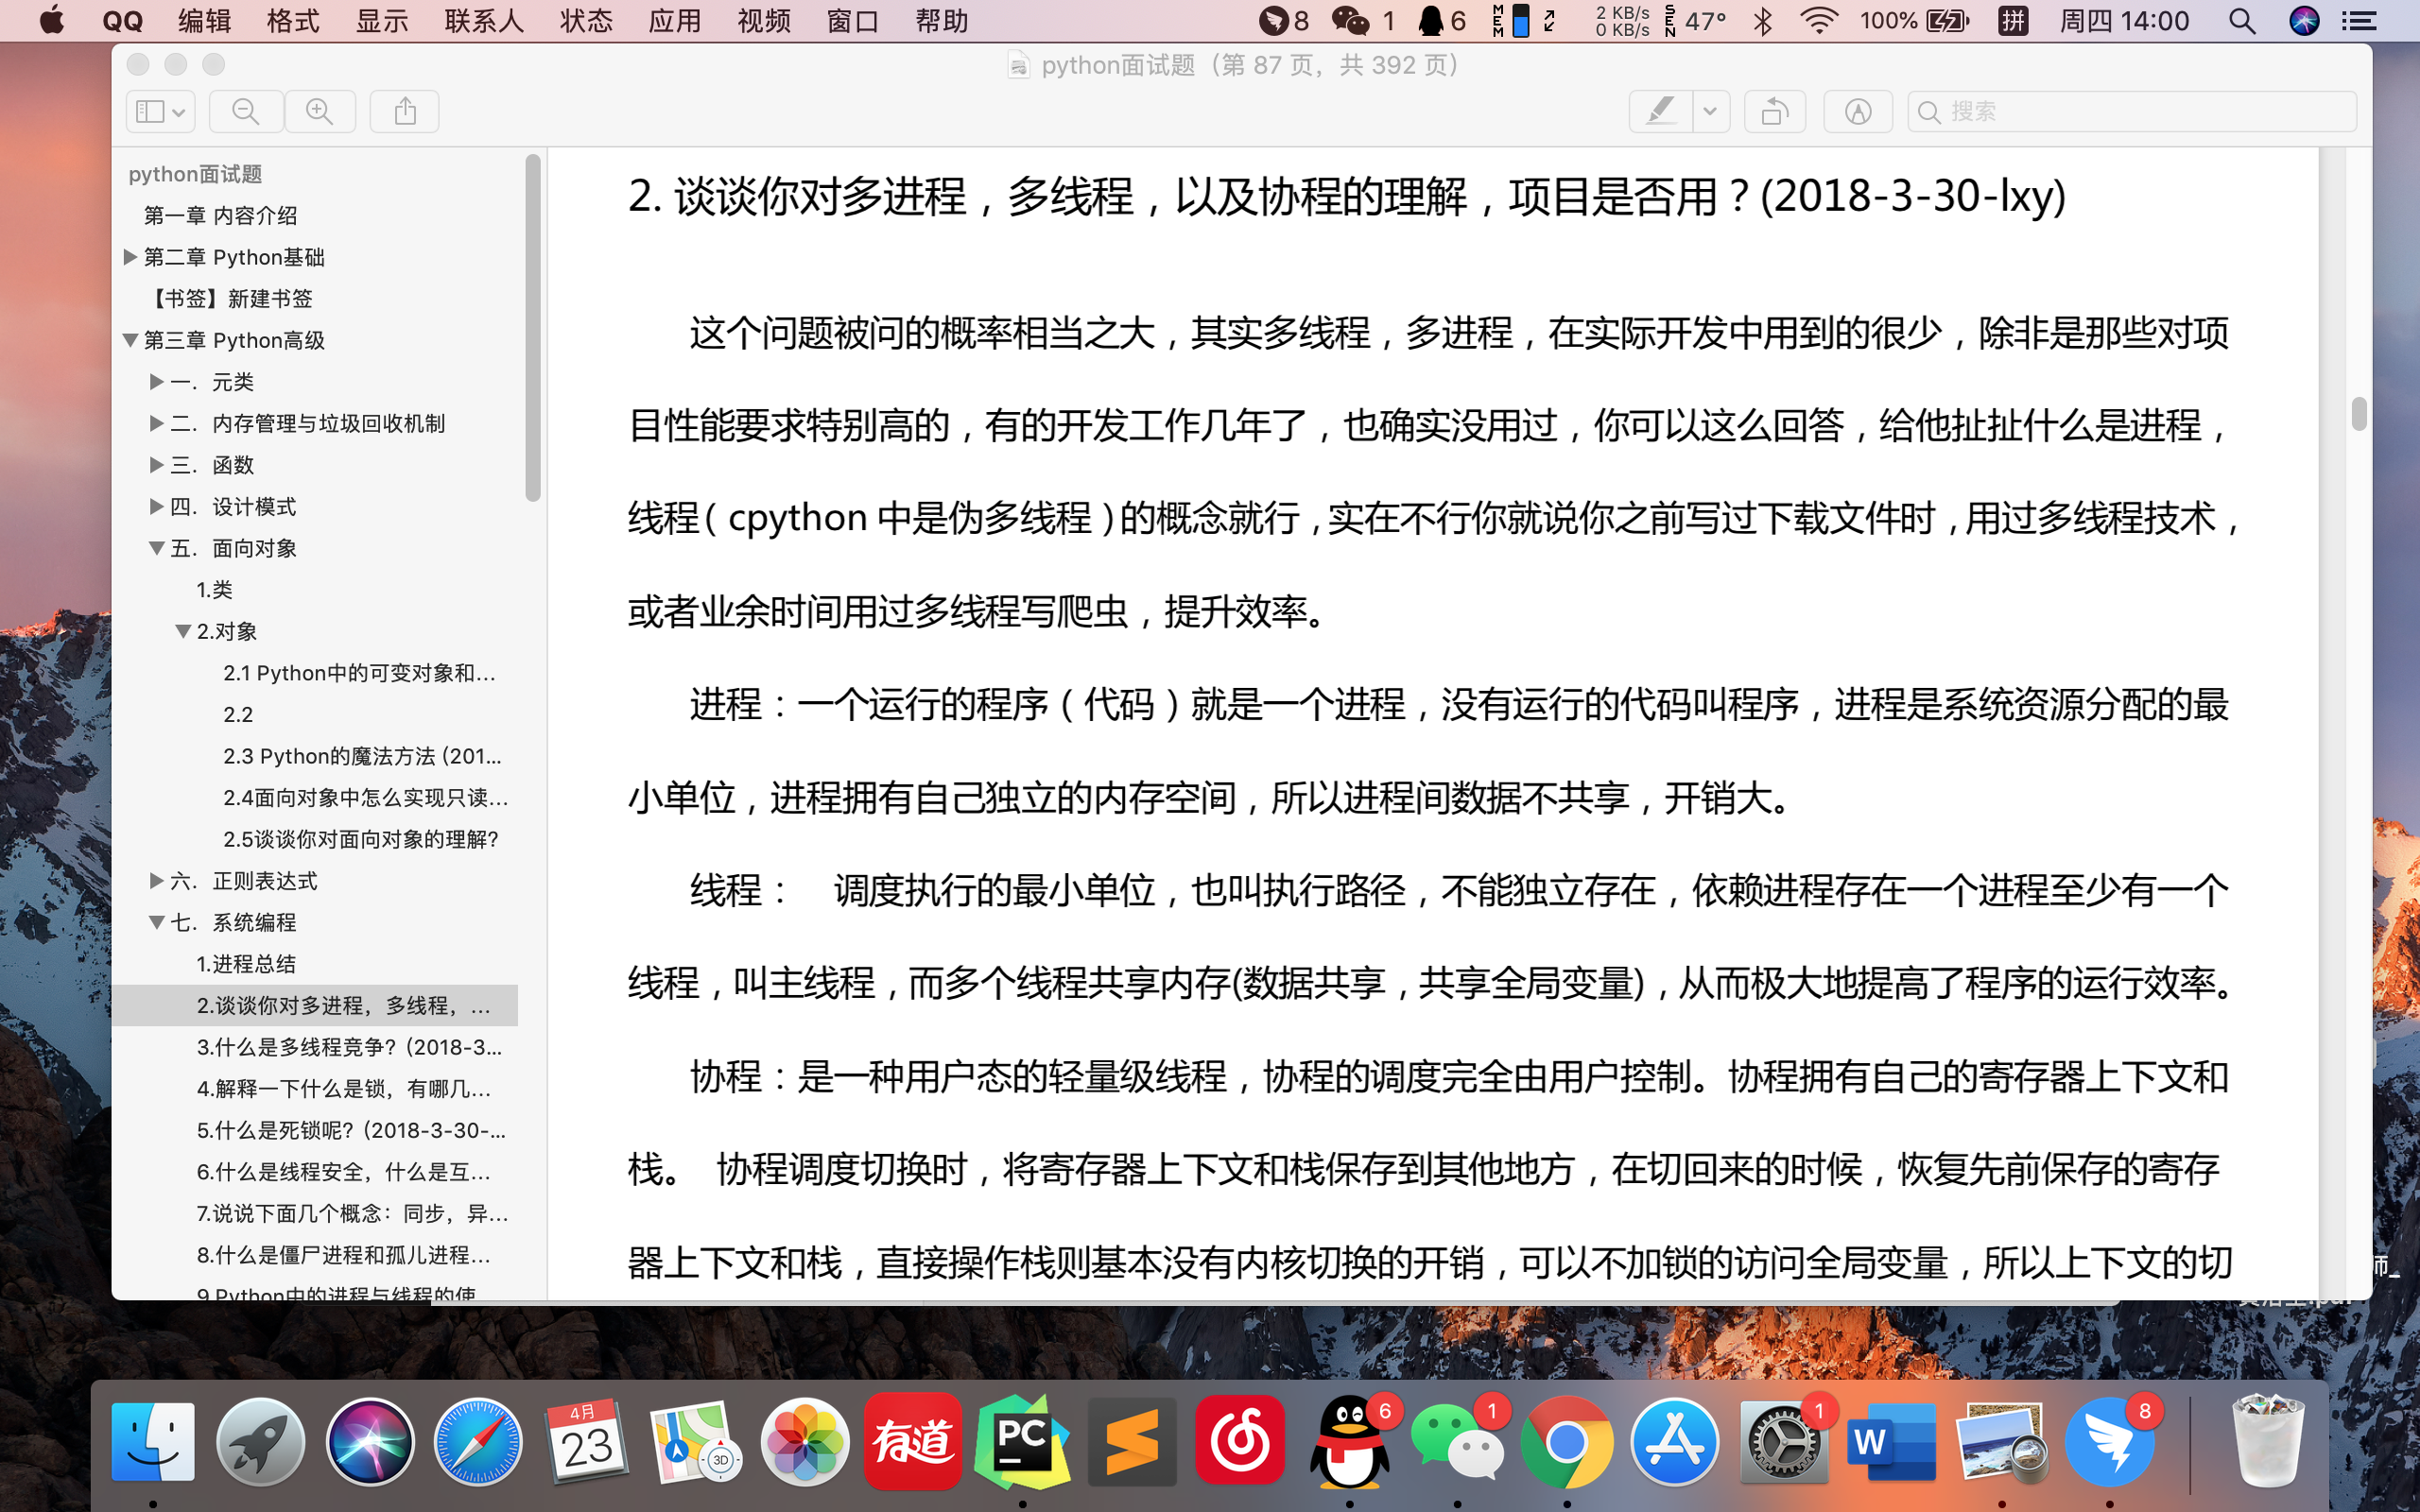 QQ 编辑 格式 显示 联系人 状态 应用 视频 窗口 帮助 8 1 6 MEM 2 KB/s 0 KB/s SEN 47° 100% 拼 周四 14:00
python面试题（第 87 页，共 392 页）
搜索
python面试题
第一章 内容介绍
第二章 Python基础
【书签】新建书签
第三章 Python高级
一. 元类
二. 内存管理与垃圾回收机制
三. 函数
四. 设计模式
五. 面向对象
1.类
2.对象
2.1 Python中的可变对象和...
2.2
2.3 Python的魔法方法 (201...
2.4面向对象中怎么实现只读...
2.5谈谈你对面向对象的理解?
六. 正则表达式
七. 系统编程
1.进程总结
2.谈谈你对多进程，多线程，...
3.什么是多线程竞争?（2018-3...
4.解释一下什么是锁，有哪几...
5.什么是死锁呢?（2018-3-30-...
6.什么是线程安全，什么是互...
7.说说下面几个概念：同步，异...
8.什么是僵尸进程和孤儿进程...
9.Python中的进程与线程的使
2. 谈谈你对多进程，多线程，以及协程的理解，项目是否用？(2018-3-30-lxy)
这个问题被问的概率相当之大，其实多线程，多进程，在实际开发中用到的很少，除非是那些对项
目性能要求特别高的，有的开发工作几年了，也确实没用过，你可以这么回答，给他扯扯什么是进程，
线程（cpython 中是伪多线程）的概念就行，实在不行你就说你之前写过下载文件时，用过多线程技术，
或者业余时间用过多线程写爬虫，提升效率。
进程：一个运行的程序（代码）就是一个进程，没有运行的代码叫程序，进程是系统资源分配的最
小单位，进程拥有自己独立的内存空间，所以进程间数据不共享，开销大。
线程： 调度执行的最小单位，也叫执行路径，不能独立存在，依赖进程存在一个进程至少有一个
线程，叫主线程，而多个线程共享内存(数据共享，共享全局变量)，从而极大地提高了程序的运行效率。
协程：是一种用户态的轻量级线程，协程的调度完全由用户控制。协程拥有自己的寄存器上下文和
栈。 协程调度切换时，将寄存器上下文和栈保存到其他地方，在切回来的时候，恢复先前保存的寄存
器上下文和栈，直接操作栈则基本没有内核切换的开销，可以不加锁的访问全局变量，所以上下文的切
师_
4月
23
3D
有道
PC
6
1
1
W
8